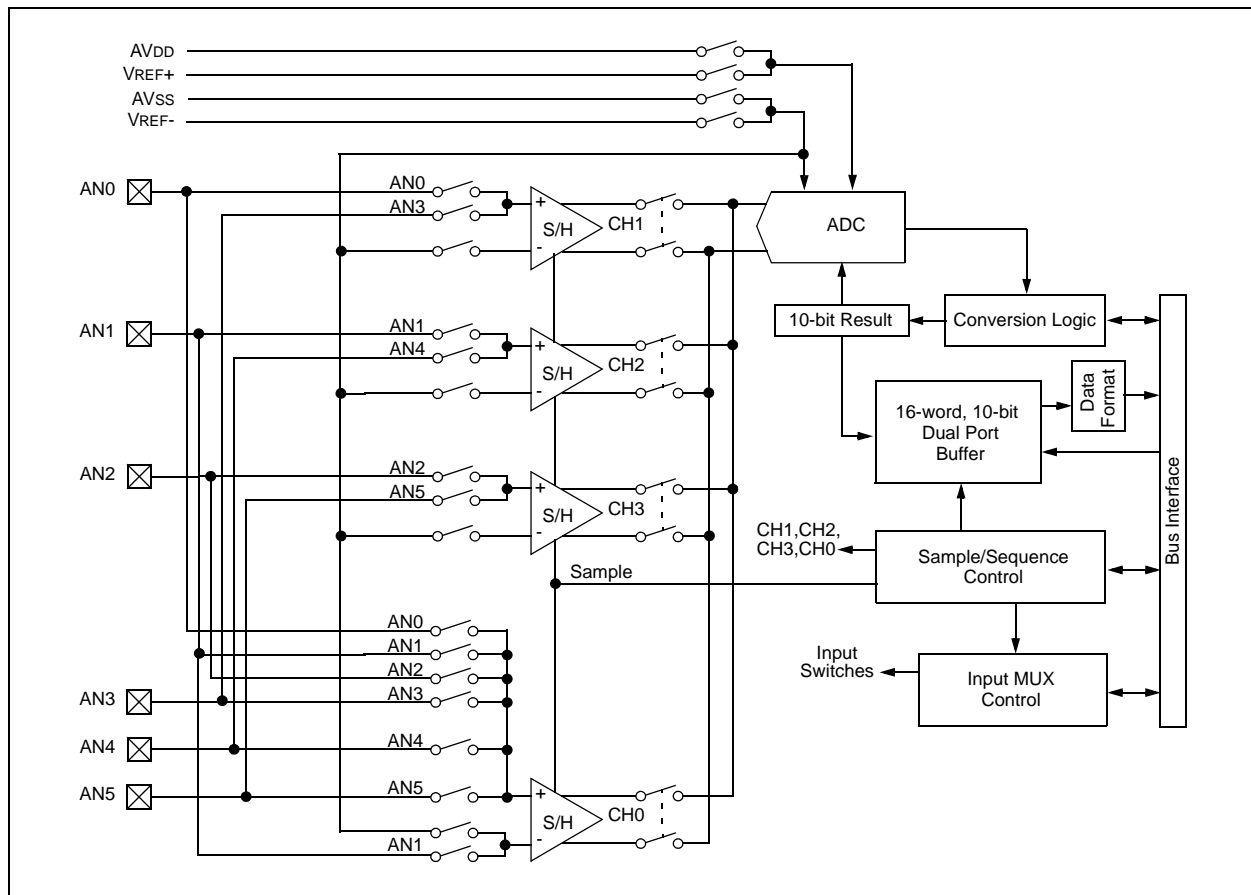 AVDD
VREF+
AVSS
VREF-
AN0
AN0
AN3
+
S/H
-
CH1
ADC
10-bit Result
Conversion Logic
AN1
AN1
AN4
+
S/H
-
CH2
16-word, 10-bit
Dual Port
Buffer
Data
Format
Bus Interface
AN2
AN2
AN5
+
S/H
-
CH3
CH1,CH2,
CH3,CH0
Sample/Sequence
Control
Sample
AN0
AN1
AN2
AN3
AN3
AN4
AN4
AN5
AN5
+
S/H
-
CH0
AN1
Input
Switches
Input MUX
Control